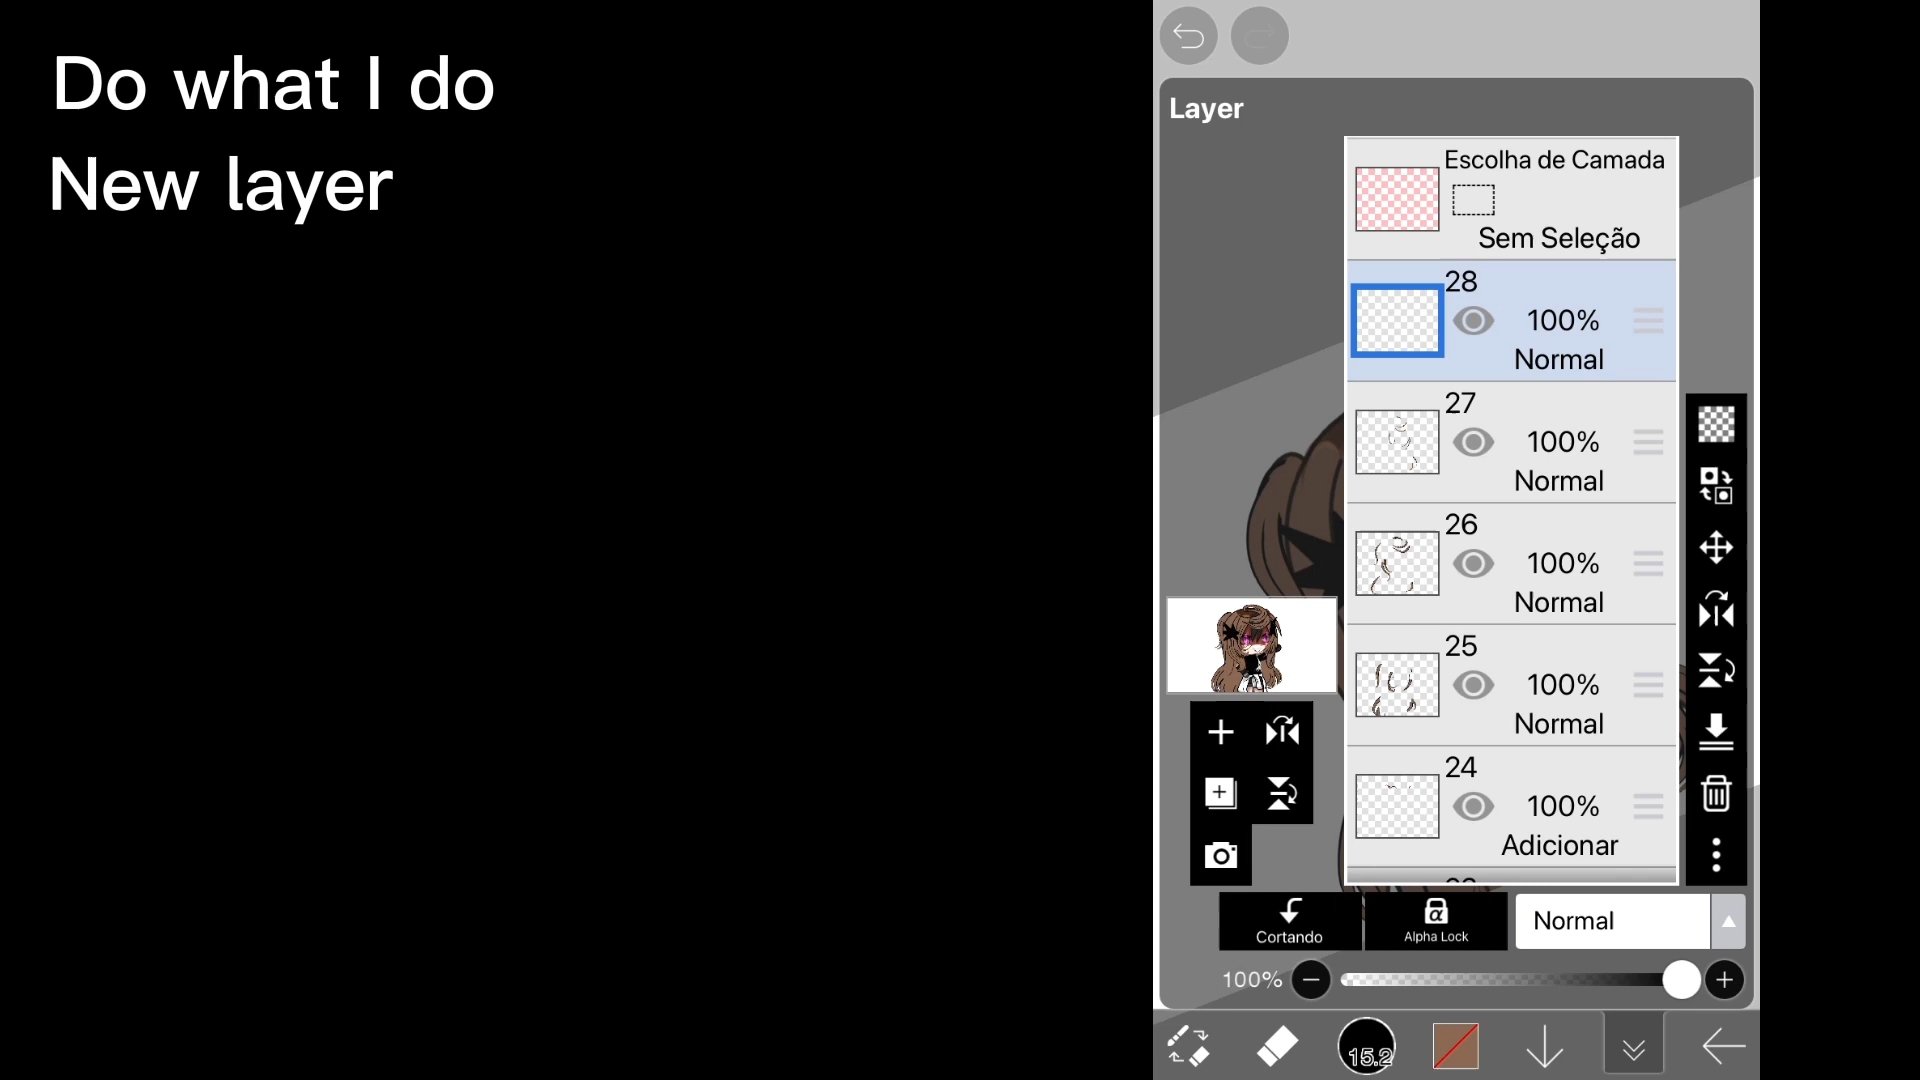 Do what I do
New layer
Layer
Escolha de Camada
Sem Seleção
28
100%
Normal
27
100%
Normal
26
100%
Normal
25
100%
Normal
24
100%
Adicionar
Cortando
α
Alpha Lock
Normal
100%
15.2